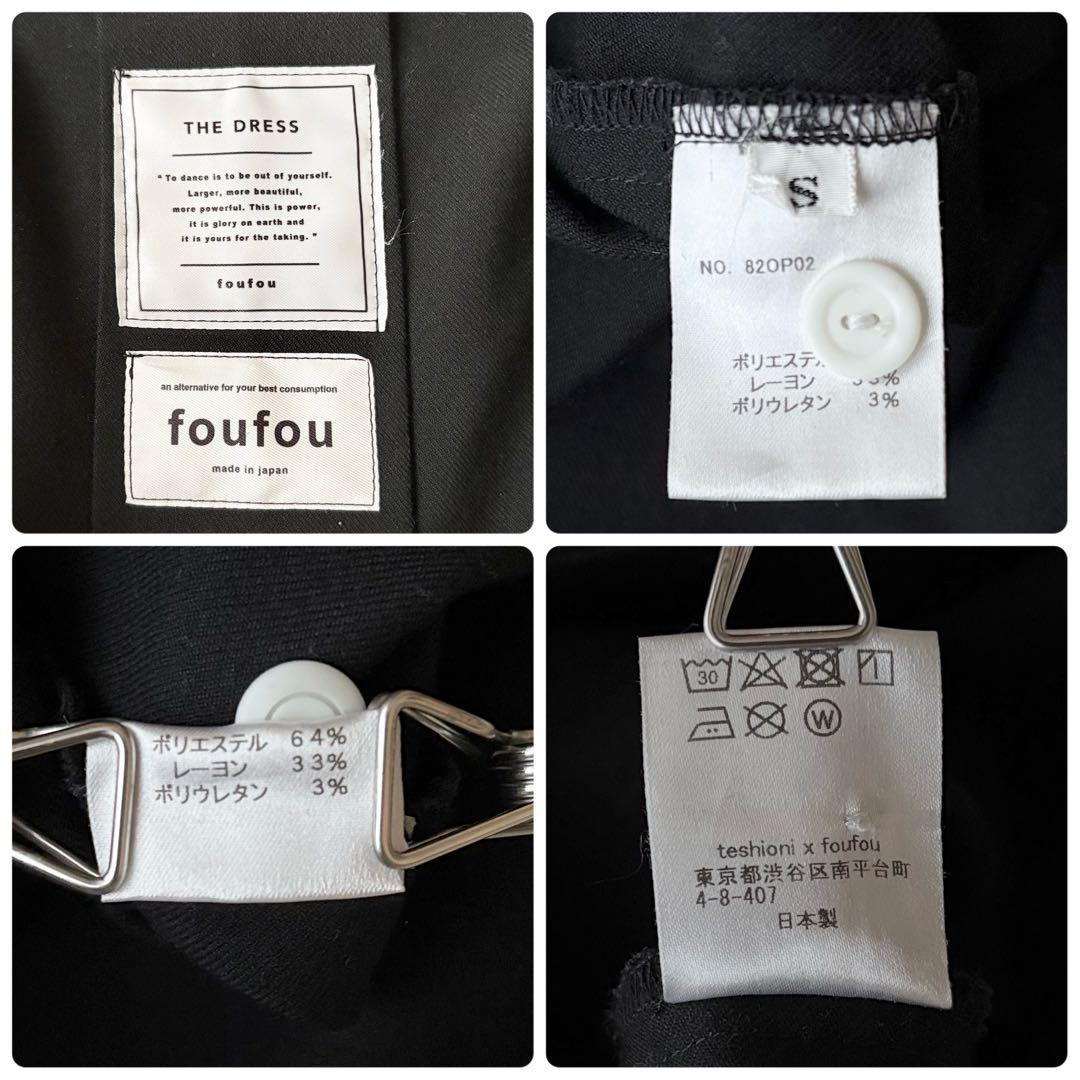 THE DRESS
"To dance is to be out of yourself.
Larger, more beautiful,
more powerful. This is power,
it is glory on earth and
it is yours for the taking."
foufou
an alternative for your best consumption
foufou
made in japan
S
NO. 82OP02
ポリエステ
レーヨン 33%
ポリウレタン 3%
ポリエステル 64%
レーヨン 33%
ポリウレタン 3%
30
W
teshioni x foufou
東京都渋谷区南平台町
4-8-407
日本製